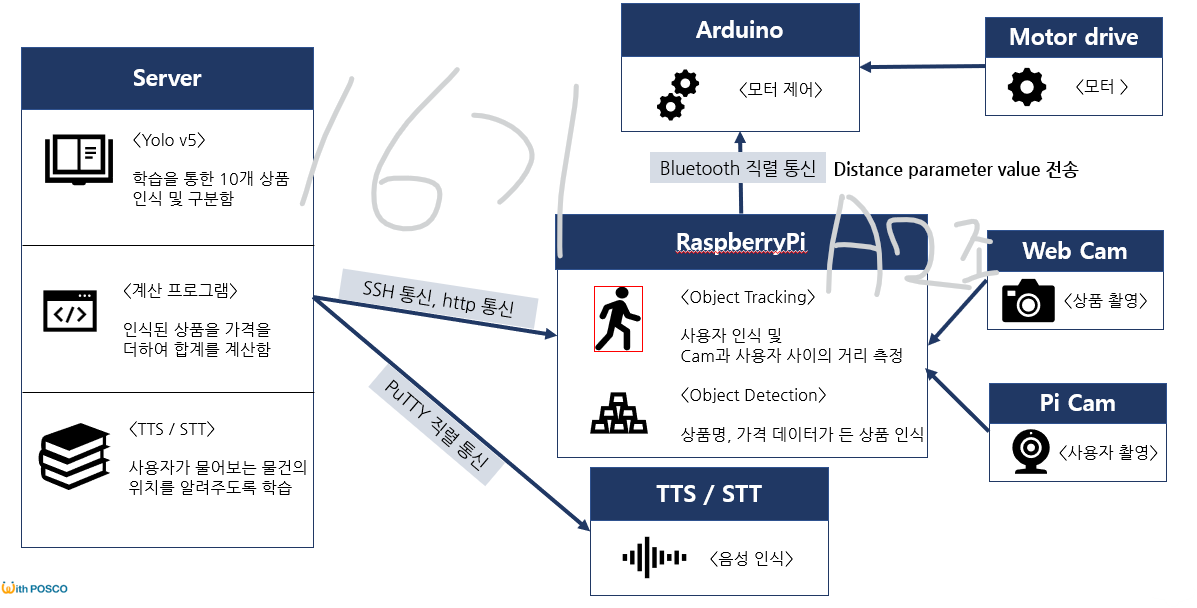 Server
<Yolo v5>
학습을 통한 10개 상품
인식 및 구분함
<계산 프로그램>
인식된 상품을 가격을
더하여 합계를 계산함
<TTS / STT>
사용자가 물어보는 물건의
위치를 알려주도록 학습
SSH 통신, http 통신
PuTTY 직렬 통신
Arduino
<모터 제어>
Motor drive
<모터 >
Bluetooth 직렬 통신
Distance parameter value 전송
RaspberryPi
<Object Tracking>
사용자 인식 및
Cam과 사용자 사이의 거리 측정
<Object Detection>
상품명, 가격 데이터가 든 상품 인식
Web Cam
<상품 촬영>
Pi Cam
<사용자 촬영>
TTS / STT
<음성 인식>
16기 A고조
With POSCO